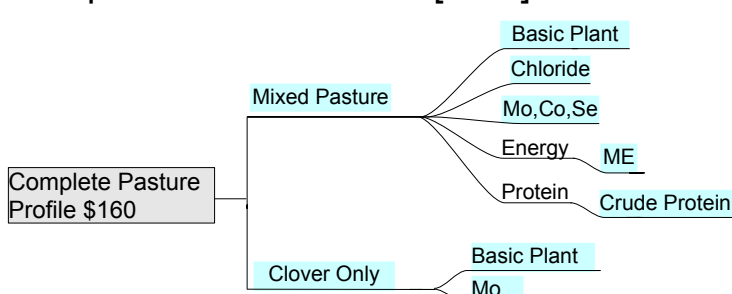 Basic Plant
Chloride
Mixed Pasture
Mo,Co,Se
Energy
ME
Protein
Complete Pasture
Profile $160
Crude Protein
Basic Plant
Clover Only
Mo